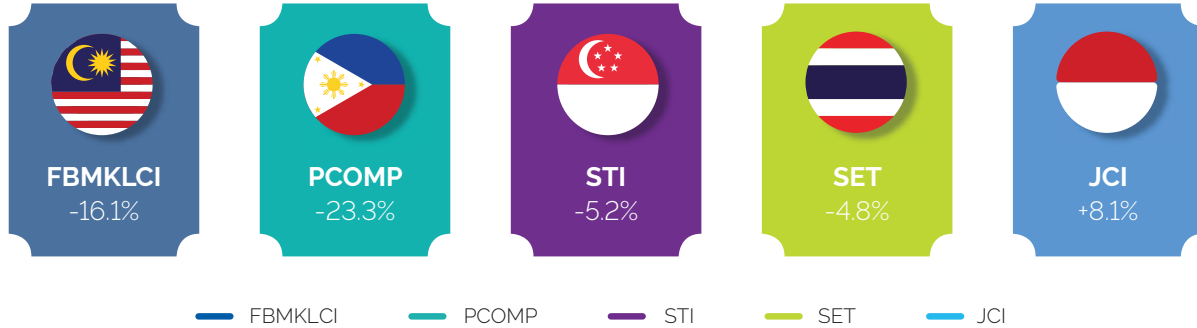 FBMKLCI
-16.1%
PCOMP
-23.3%
STI
-5.2%
SET
-4.8%
JCI
+8.1%
FBMKLCI
PCOMP
STI
SET
JCI